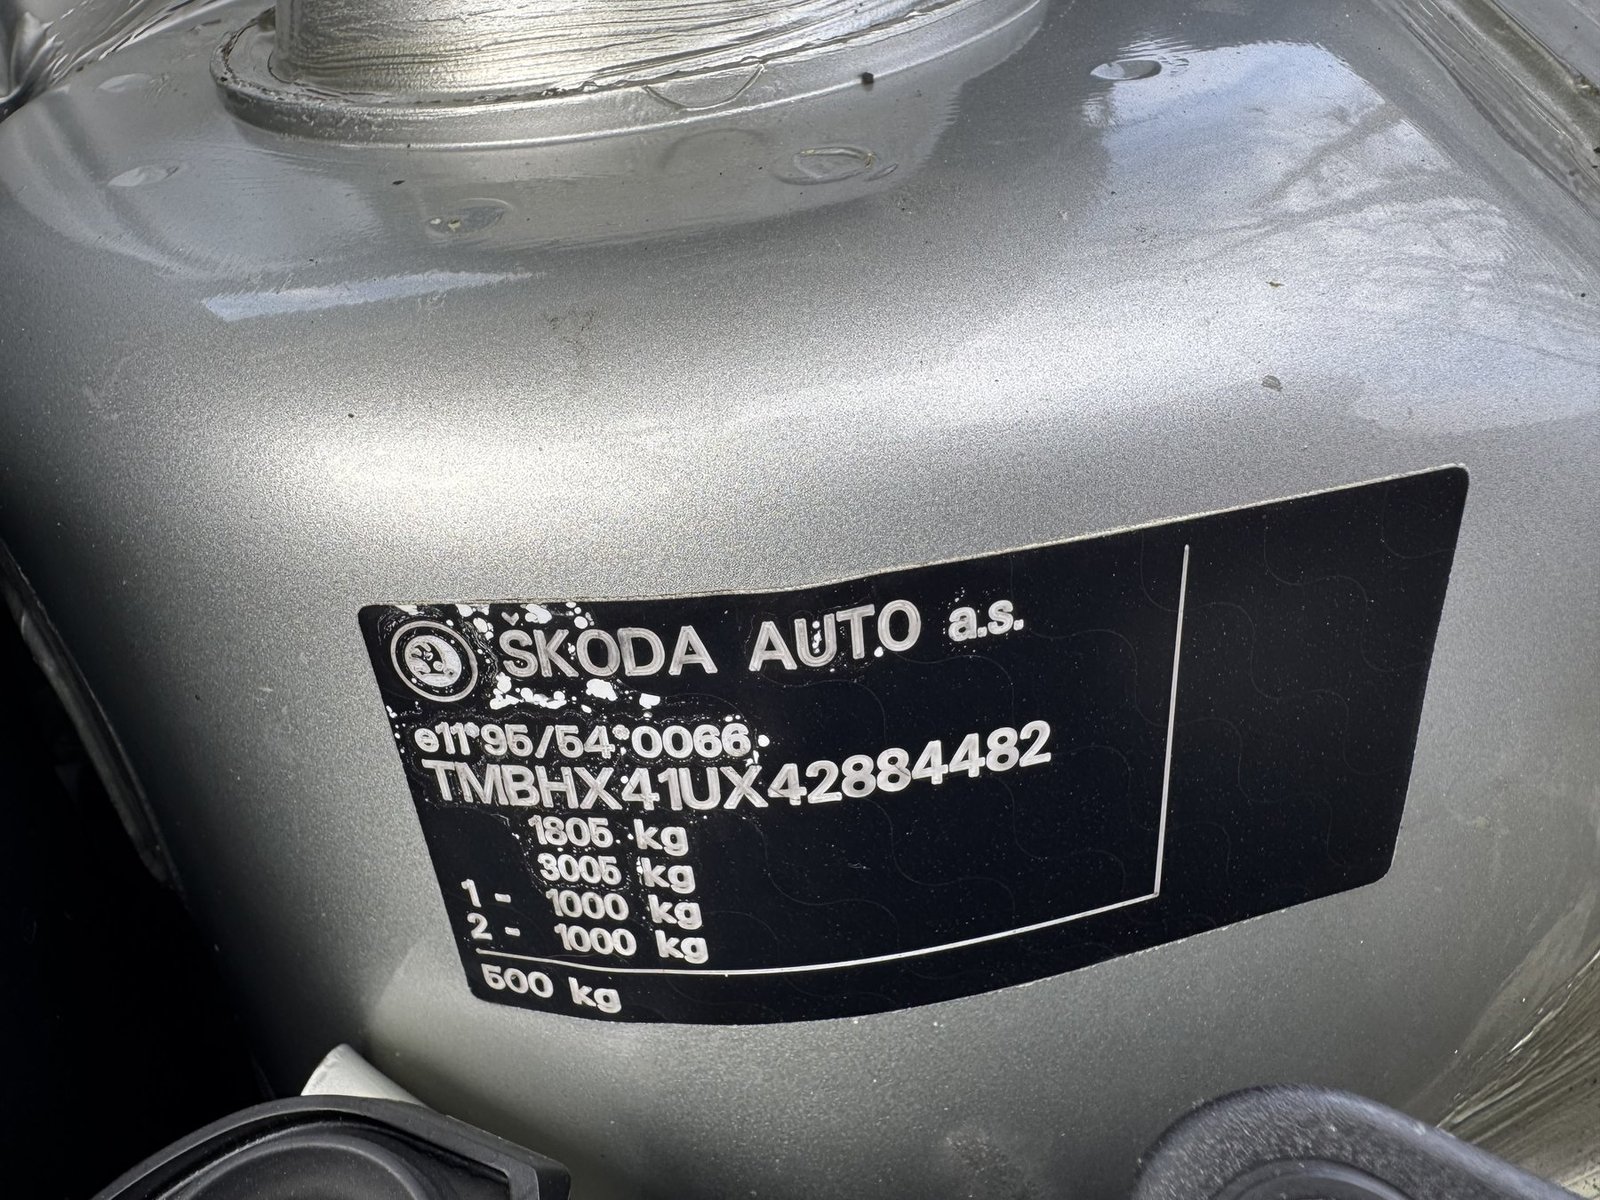 ŠKODA AUTO a.s.
e11*95/54*0066*
TMBHX41UX42884482
1805 kg
3005 kg
1 - 1000 kg
2 - 1000 kg
500 kg